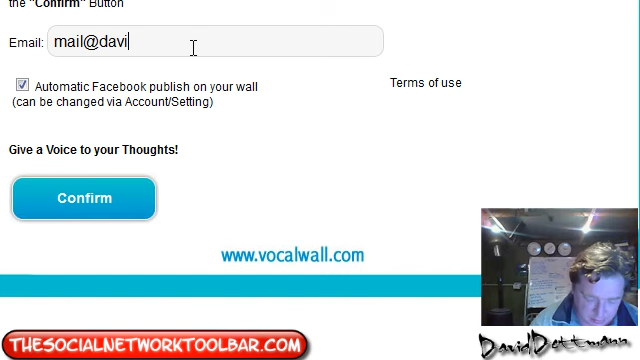 the "Confirm" Button
Email: mail@davi
Automatic Facebook publish on your wall
(can be changed via Account/Setting)
Terms of use
Give a Voice to your Thoughts!
Confirm
www.vocalwall.com
THESOCIALNETWORKTOOLBAR.COM
David Dettmann